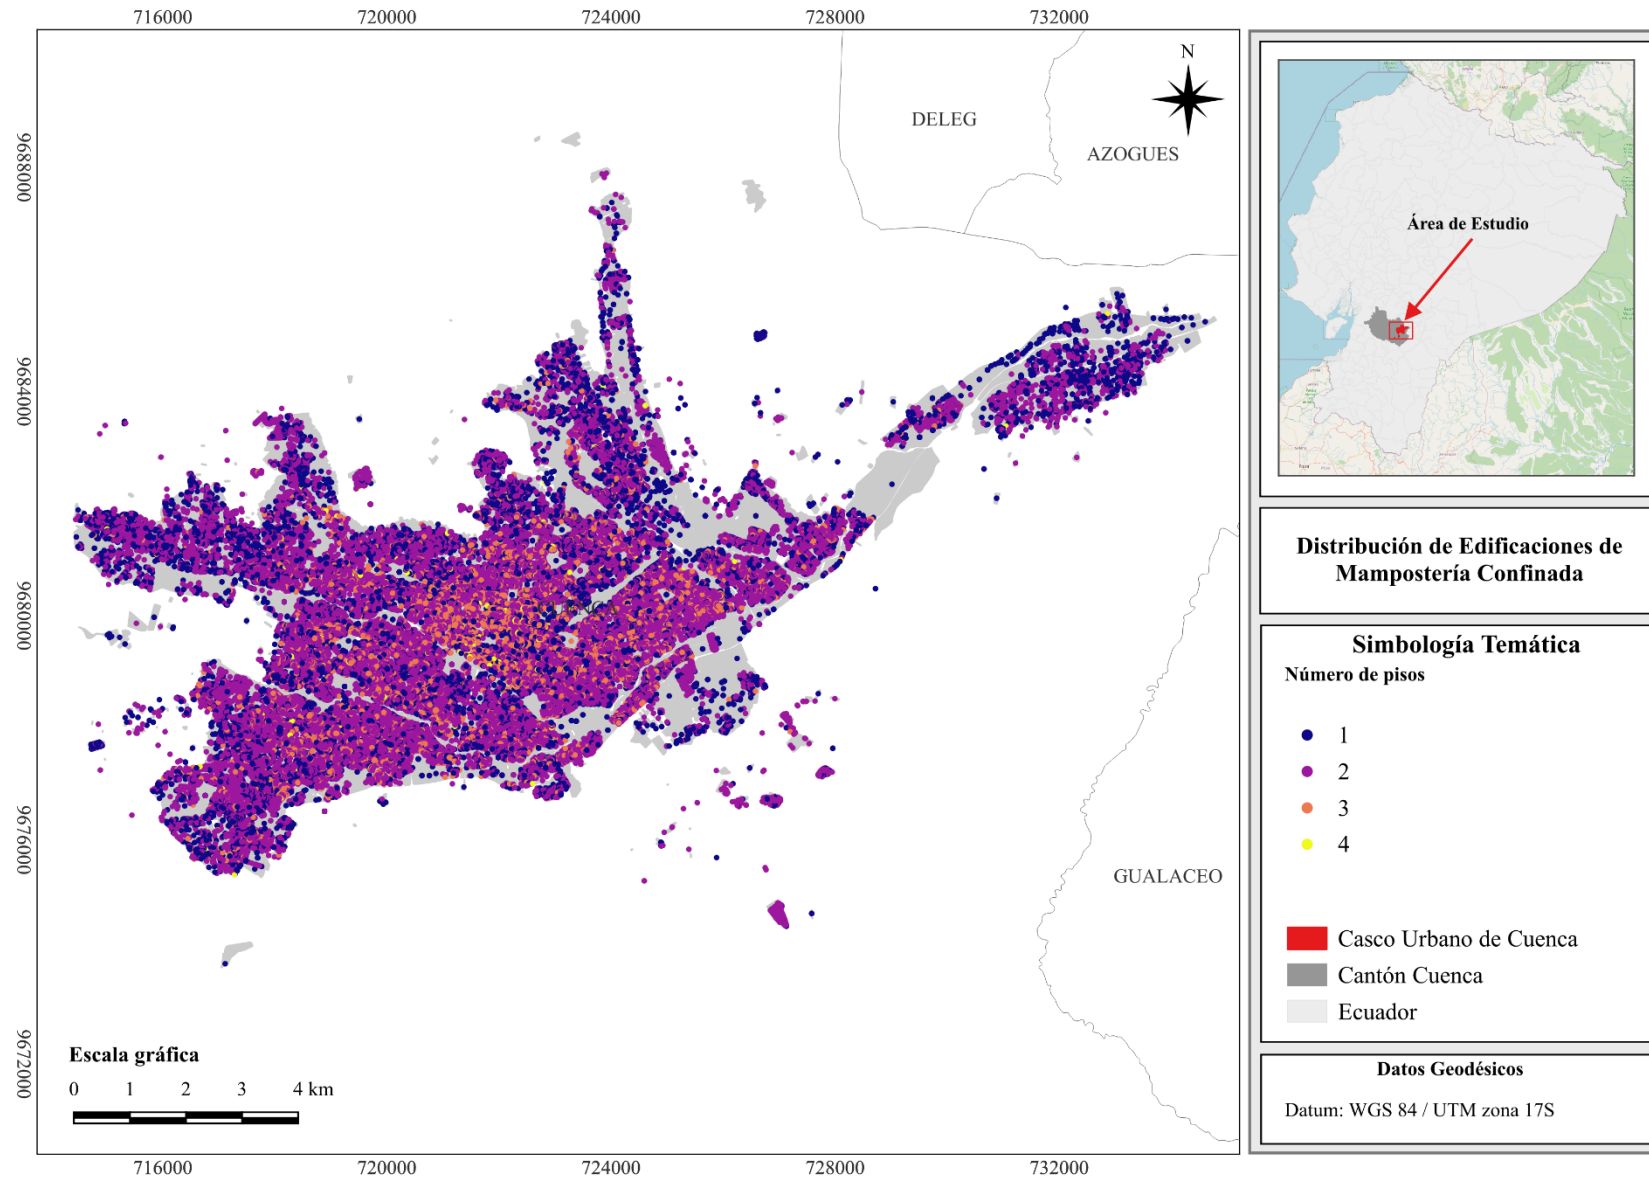 716000 720000 724000 728000 732000
N
DELEG
AZOGUES
9688000
9684000
9680000
9676000
9672000
CUENCA
GUALACEO
Escala gráfica
0 1 2 3 4 km
716000 720000 724000 728000 732000
Área de Estudio
Distribución de Edificaciones de
Mampostería Confinada
Simbología Temática
Número de pisos
1
2
3
4
Casco Urbano de Cuenca
Cantón Cuenca
Ecuador
Datos Geodésicos
Datum: WGS 84 / UTM zona 17S